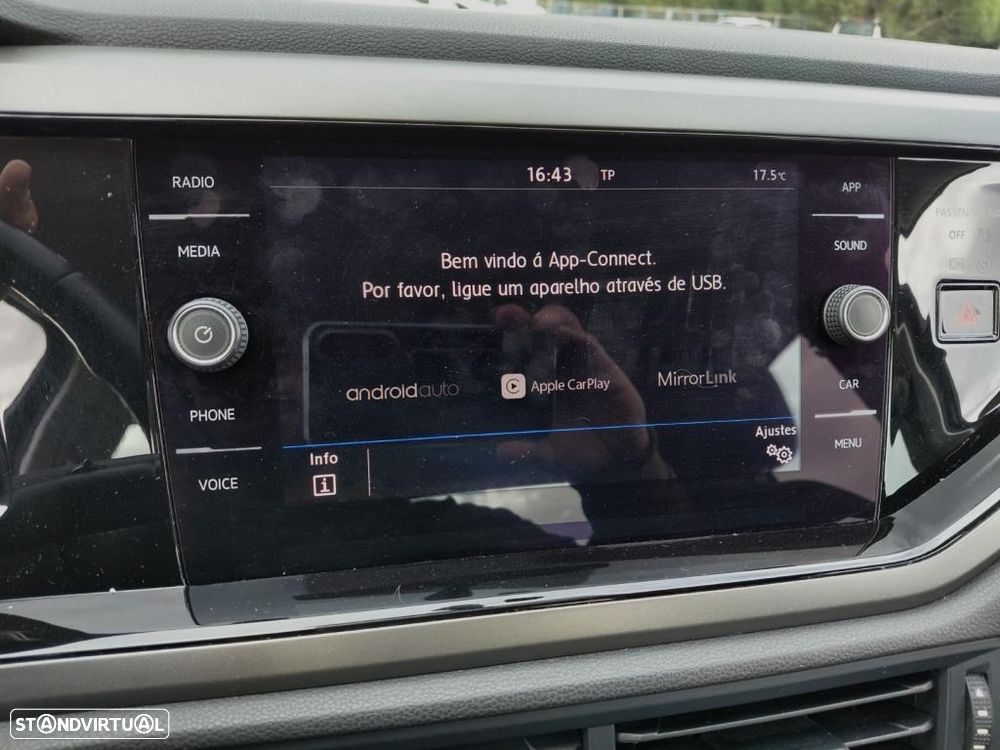 16:43 TP 17.5°C
RADIO
MEDIA
PHONE
VOICE
Bem vindo á App-Connect.
Por favor, ligue um aparelho através de USB.
androidauto
Apple CarPlay
MirrorLink
Info
Ajustes
APP
SOUND
CAR
MENU
OFF
STANDVIRTUAL